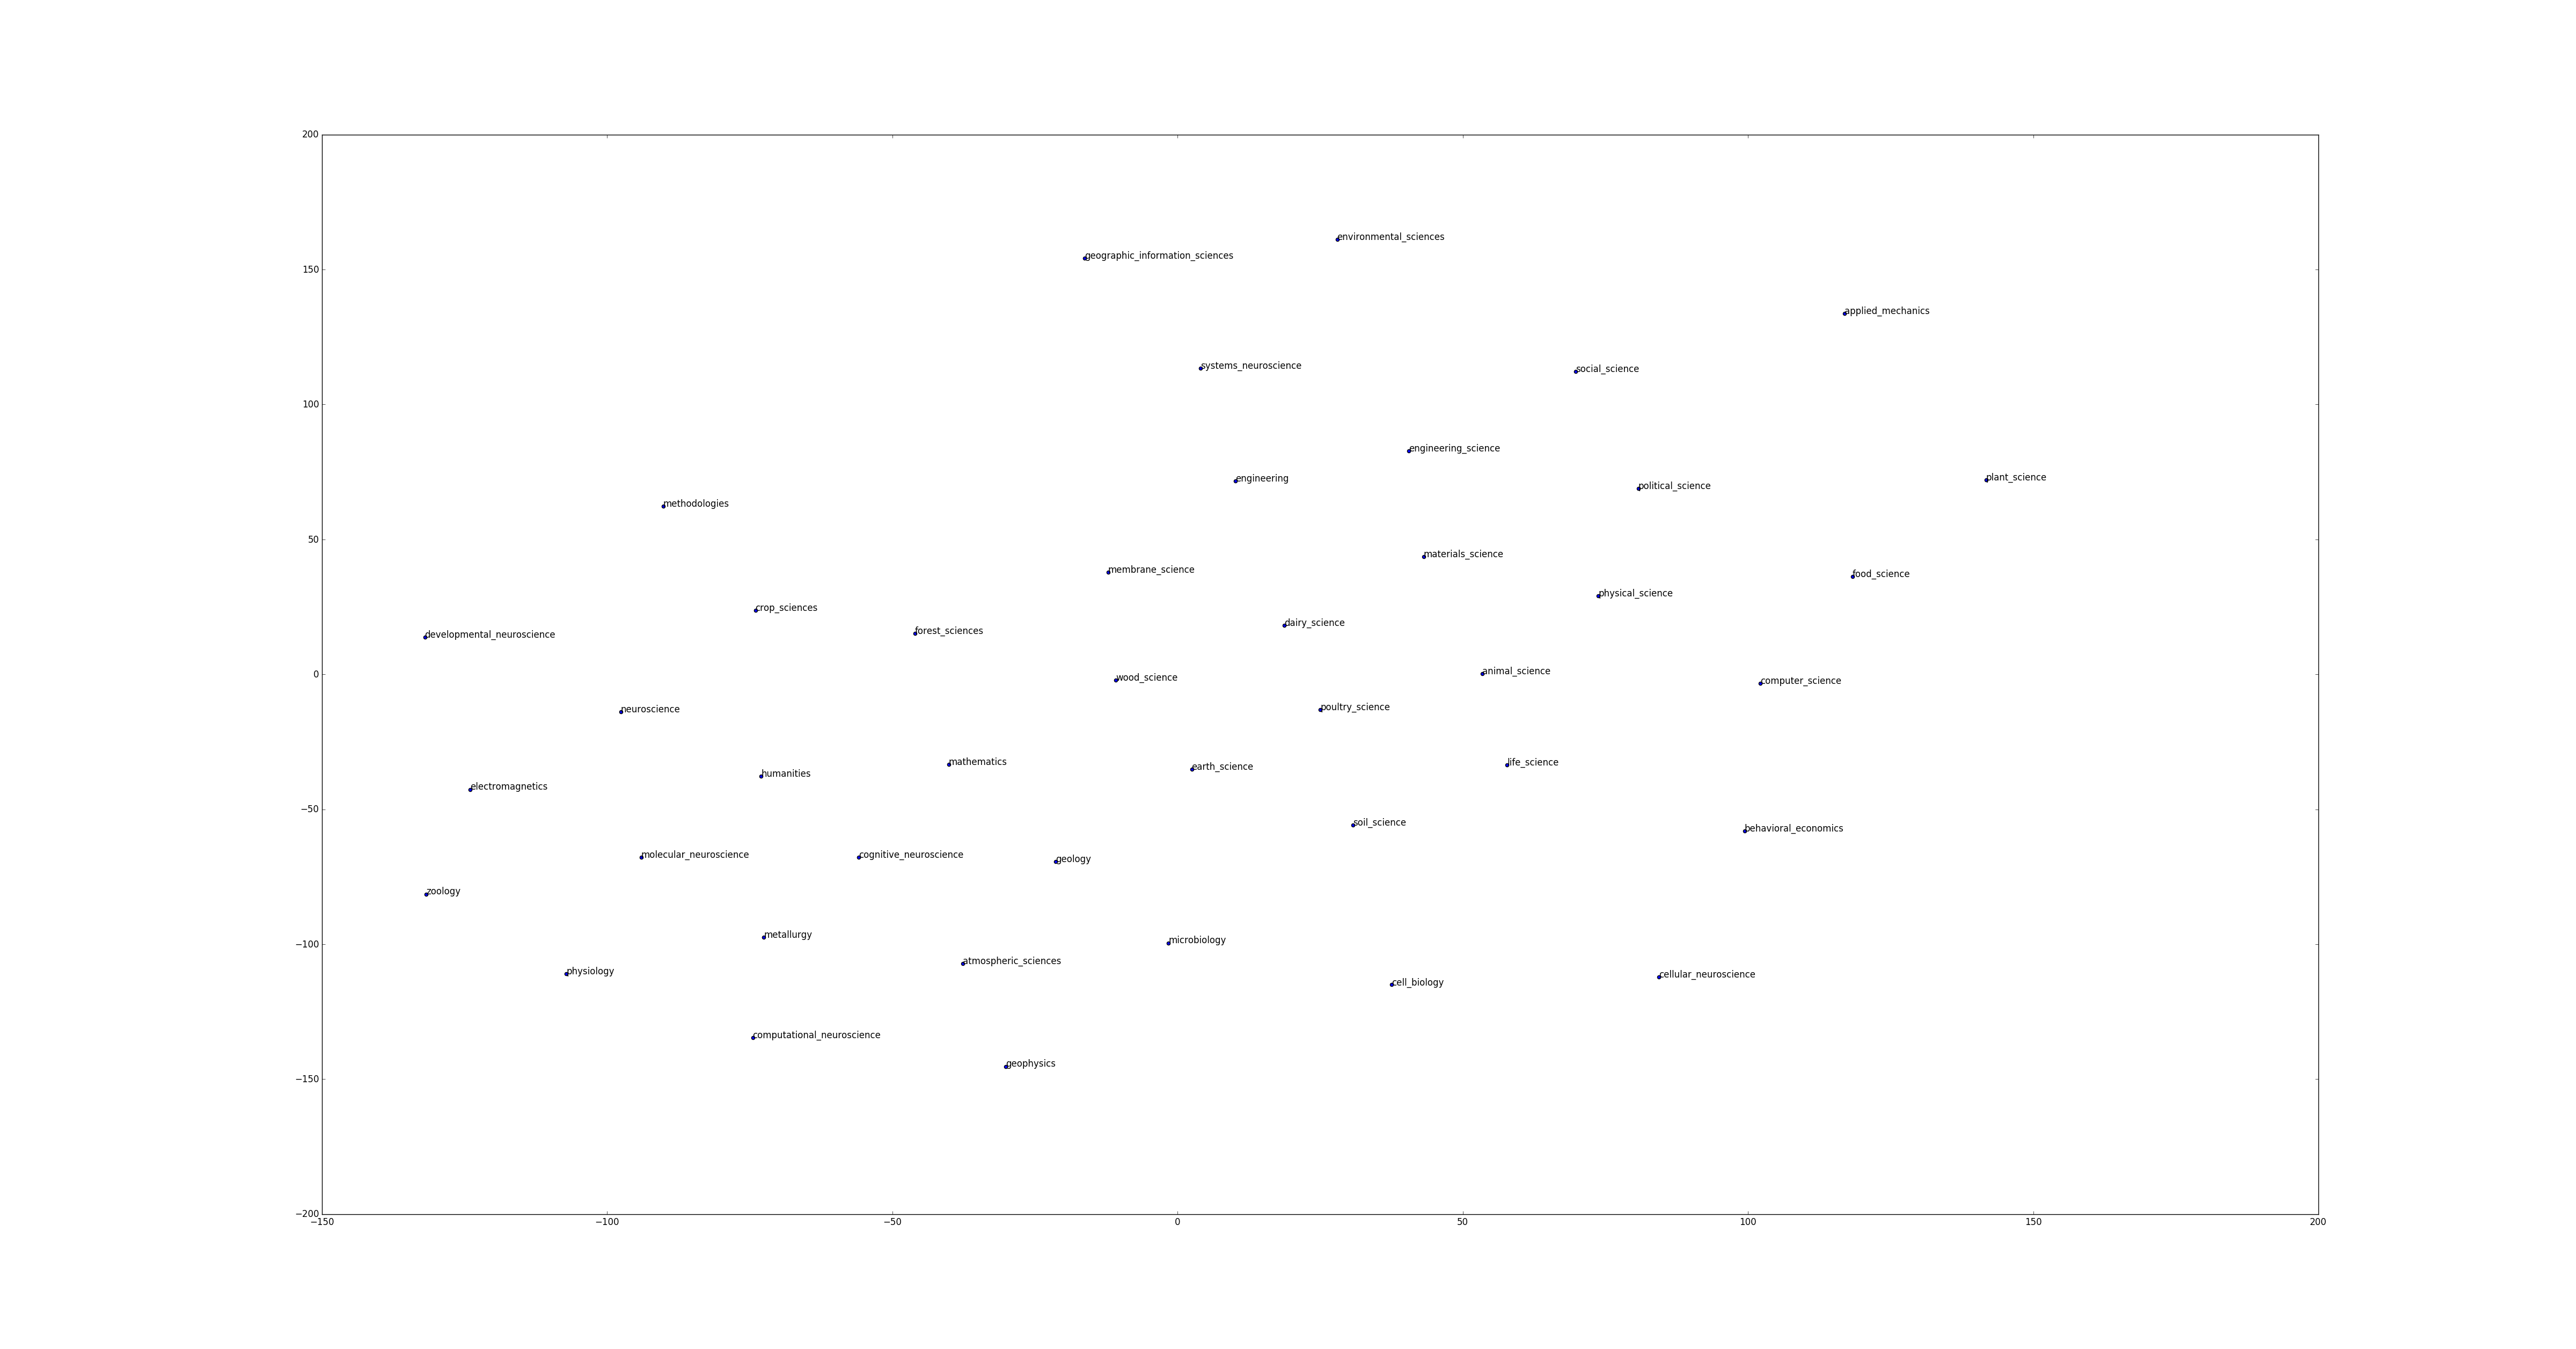 200
environmental_sciences
geographic_information_sciences
150
applied_mechanics
systems_neuroscience
social_science
100
engineering_science
engineering
plant_science
political_science
methodologies
50
materials_science
membrane_science
food_science
physical_science
crop_sciences
dairy_science
forest_sciences
developmental_neuroscience
0
animal_science
wood_science
computer_science
poultry_science
neuroscience
mathematics
life_science
earth_science
humanities
electromagnetics
−50
soil_science
behavioral_economics
molecular_neuroscience
cognitive_neuroscience
geology
zoology
metallurgy
−100
microbiology
atmospheric_sciences
physiology
cellular_neuroscience
cell_biology
computational_neuroscience
geophysics
−150
−200
−150 −100 −50 0 50 100 150 200